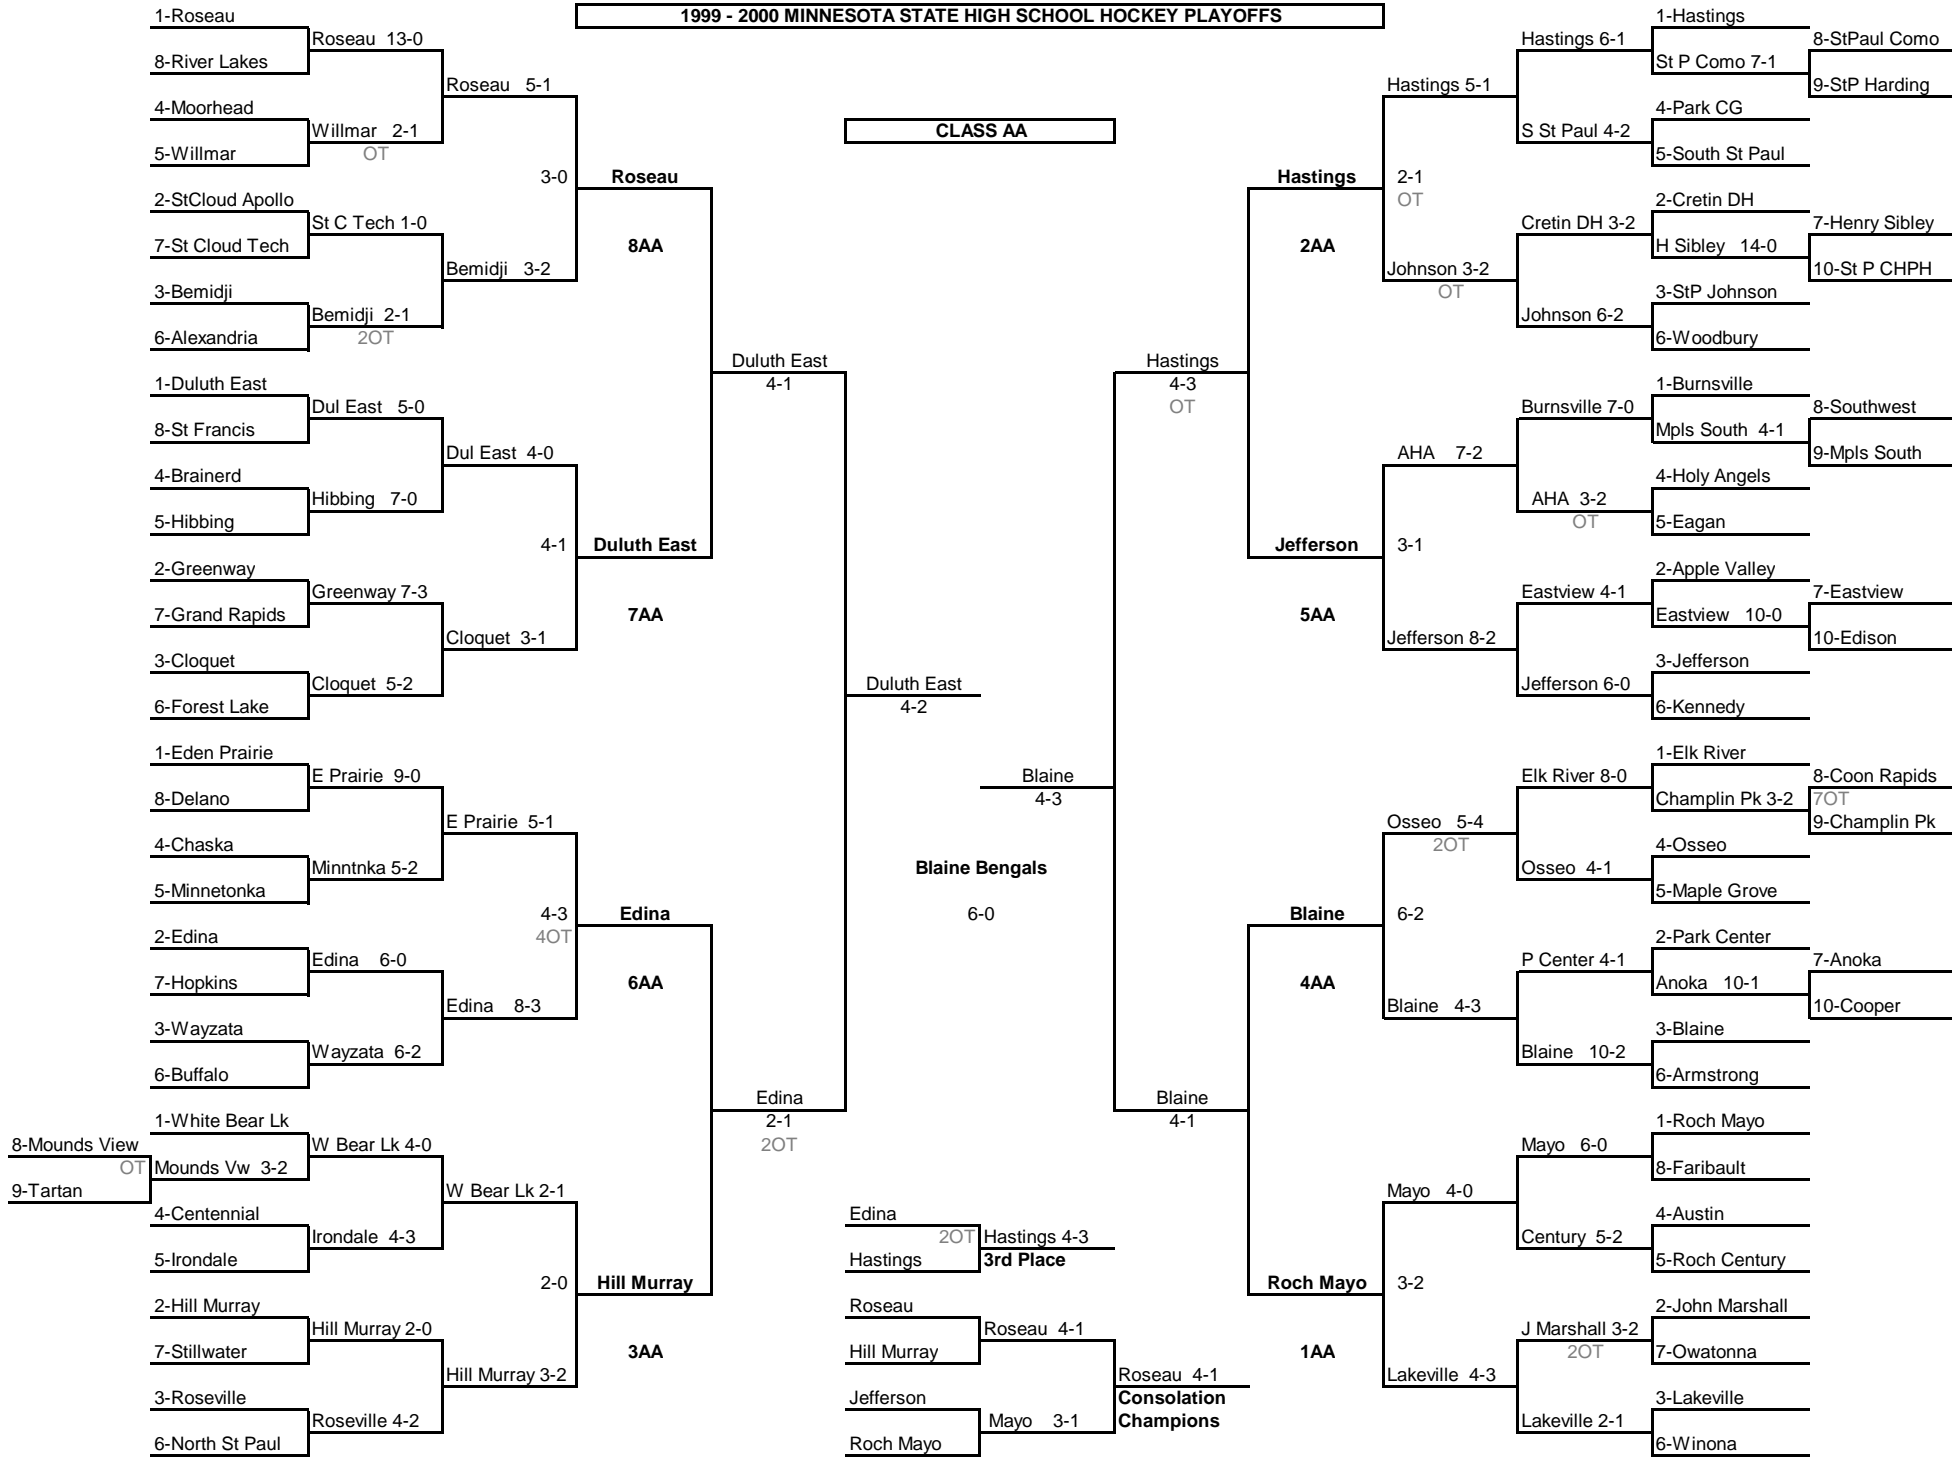 1999 - 2000 MINNESOTA STATE HIGH SCHOOL HOCKEY PLAYOFFS
CLASS AA
1-Roseau
Roseau 13-0
8-River Lakes
Roseau 5-1
4-Moorhead
Willmar 2-1
OT
5-Willmar
3-0
Roseau
2-StCloud Apollo
St C Tech 1-0
7-St Cloud Tech
8AA
Bemidji 3-2
3-Bemidji
Bemidji 2-1
2OT
6-Alexandria
Duluth East
4-1
1-Duluth East
Dul East 5-0
8-St Francis
Dul East 4-0
4-Brainerd
Hibbing 7-0
5-Hibbing
4-1
Duluth East
2-Greenway
Greenway 7-3
7-Grand Rapids
7AA
Cloquet 3-1
3-Cloquet
Cloquet 5-2
6-Forest Lake
Duluth East
4-2
1-Eden Prairie
E Prairie 9-0
8-Delano
E Prairie 5-1
4-Chaska
Minntnka 5-2
5-Minnetonka
4-3
4OT
Edina
2-Edina
Edina 6-0
7-Hopkins
6AA
Edina 8-3
3-Wayzata
Wayzata 6-2
6-Buffalo
Edina
2-1
2OT
1-White Bear Lk
8-Mounds View
OT
Mounds Vw 3-2
9-Tartan
W Bear Lk 4-0
W Bear Lk 2-1
4-Centennial
Irondale 4-3
5-Irondale
2-0
Hill Murray
2-Hill Murray
Hill Murray 2-0
7-Stillwater
3AA
Hill Murray 3-2
3-Roseville
Roseville 4-2
6-North St Paul
Blaine
4-3
Blaine Bengals
6-0
Edina
2OT
Hastings 4-3
Hastings
3rd Place
Roseau
Roseau 4-1
Hill Murray
Roseau 4-1
Consolation
Champions
Jefferson
Mayo 3-1
Roch Mayo
1-Hastings
Hastings 6-1
8-StPaul Como
St P Como 7-1
9-StP Harding
Hastings 5-1
4-Park CG
S St Paul 4-2
5-South St Paul
Hastings
2-1
OT
2-Cretin DH
Cretin DH 3-2
7-Henry Sibley
H Sibley 14-0
10-St P CHPH
2AA
Johnson 3-2
OT
3-StP Johnson
Johnson 6-2
6-Woodbury
Hastings
4-3
OT
1-Burnsville
Burnsville 7-0
8-Southwest
Mpls South 4-1
9-Mpls South
AHA 7-2
4-Holy Angels
AHA 3-2
OT
5-Eagan
Jefferson
3-1
2-Apple Valley
Eastview 4-1
7-Eastview
Eastview 10-0
10-Edison
5AA
Jefferson 8-2
3-Jefferson
Jefferson 6-0
6-Kennedy
1-Elk River
Elk River 8-0
8-Coon Rapids
Champlin Pk 3-2
7OT
9-Champlin Pk
Osseo 5-4
2OT
4-Osseo
Osseo 4-1
5-Maple Grove
Blaine
6-2
2-Park Center
P Center 4-1
7-Anoka
Anoka 10-1
10-Cooper
4AA
Blaine 4-3
3-Blaine
Blaine 10-2
6-Armstrong
Blaine
4-1
1-Roch Mayo
Mayo 6-0
8-Faribault
Mayo 4-0
4-Austin
Century 5-2
5-Roch Century
Roch Mayo
3-2
2-John Marshall
J Marshall 3-2
2OT
7-Owatonna
1AA
Lakeville 4-3
3-Lakeville
Lakeville 2-1
6-Winona